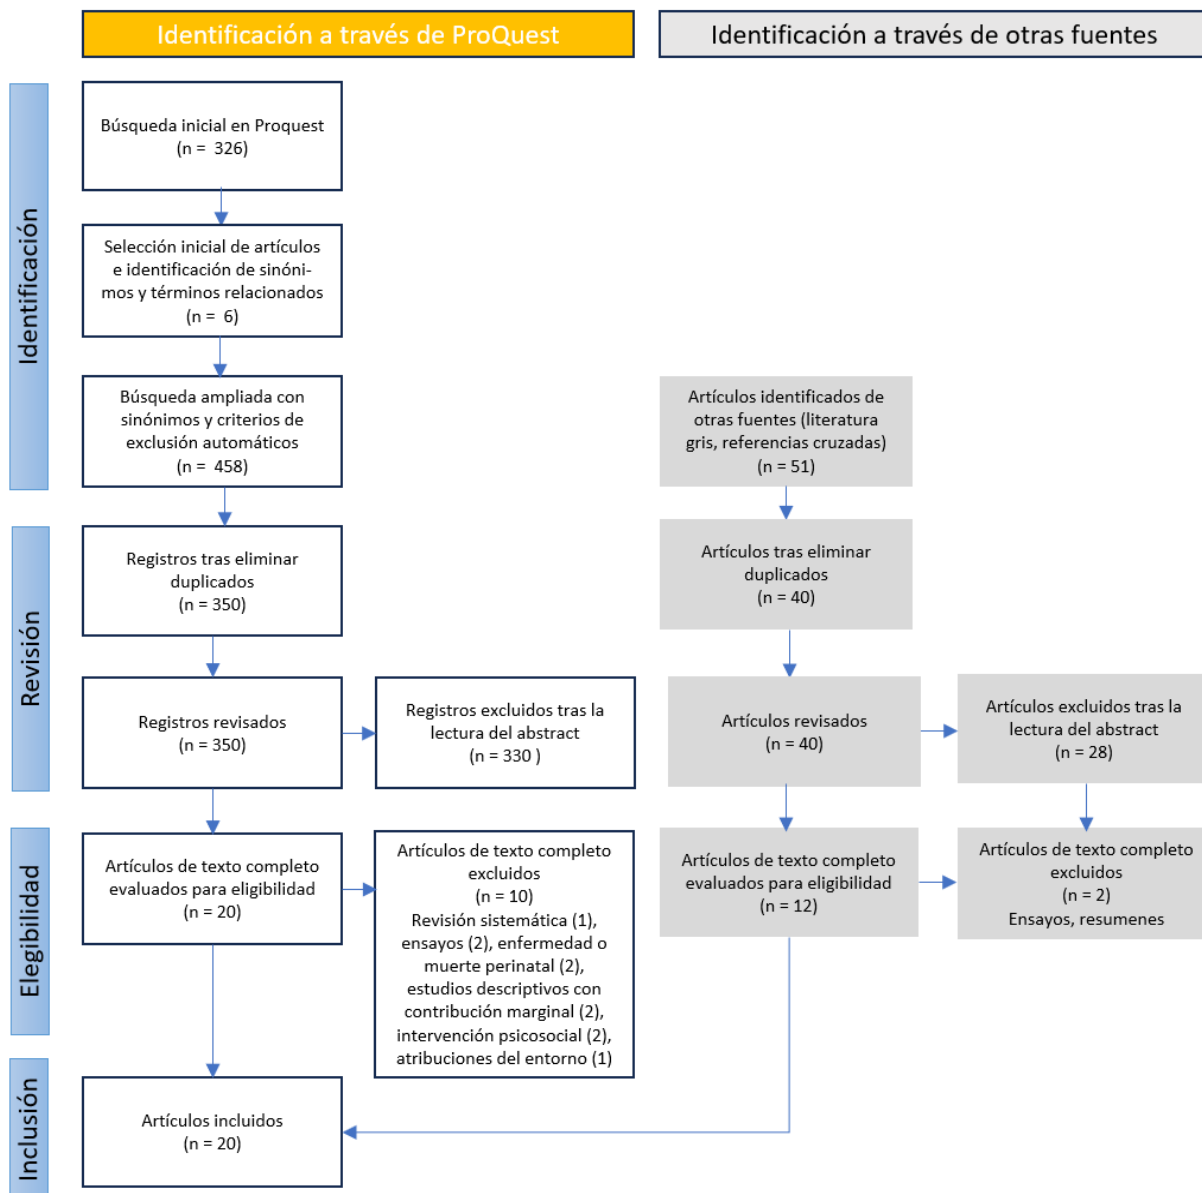 Identificación a través de ProQuest
Identificación a través de otras fuentes
Identificación
Búsqueda inicial en Proquest
(n = 326)
Selección inicial de artículos
e identificación de sinóni-
mos y términos relacionados
(n = 6)
Búsqueda ampliada con
sinónimos y criterios de
exclusión automáticos
(n = 458)
Artículos identificados de
otras fuentes (literatura
gris, referencias cruzadas)
(n = 51)
Revisión
Registros tras eliminar
duplicados
(n = 350)
Artículos tras eliminar
duplicados
(n = 40)
Registros revisados
(n = 350)
Registros excluidos tras la
lectura del abstract
(n = 330 )
Artículos revisados
(n = 40)
Artículos excluidos tras la
lectura del abstract
(n = 28)
Elegibilidad
Artículos de texto completo
evaluados para eligibilidad
(n = 20)
Artículos de texto completo
excluidos
(n = 10)
Revisión sistemática (1),
ensayos (2), enfermedad o
muerte perinatal (2),
estudios descriptivos con
contribución marginal (2),
intervención psicosocial (2),
atribuciones del entorno (1)
Artículos de texto completo
evaluados para eligibilidad
(n = 12)
Artículos de texto completo
excluidos
(n = 2)
Ensayos, resumenes
Inclusión
Artículos incluidos
(n = 20)